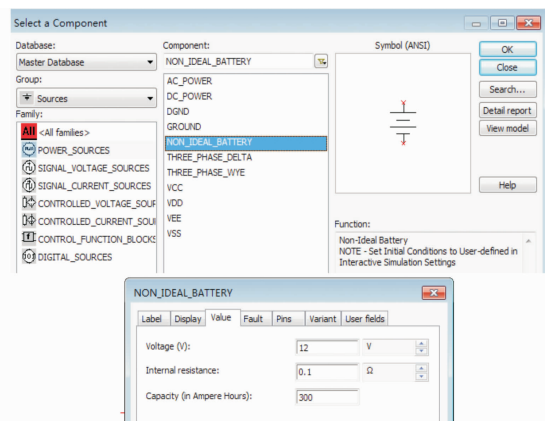 Select a Component
Database:
Master Database
Group:
Sources
Family:
All <All families>
POWER_SOURCES
SIGNAL_VOLTAGE_SOURCES
SIGNAL_CURRENT_SOURCES
CONTROLLED_VOLTAGE_SOUR
CONTROLLED_CURRENT_SOUI
CONTROL_FUNCTION_BLOCKS
DIGITAL_SOURCES
Component:
NON_IDEAL_BATTERY
AC_POWER
DC_POWER
DGND
GROUND
NON_IDEAL_BATTERY
THREE_PHASE_DELTA
THREE_PHASE_WYE
VCC
VDD
VEE
VSS
Symbol (ANSI)
OK
Close
Search...
Detail report
View model
Help
Function:
Non-Ideal Battery
NOTE - Set Initial Conditions to User-defined in
Interactive Simulation Settings
NON_IDEAL_BATTERY
Label Display Value Fault Pins Variant User fields
Voltage (V): 12 V
Internal resistance: 0.1 Ω
Capacity (in Ampere Hours): 300